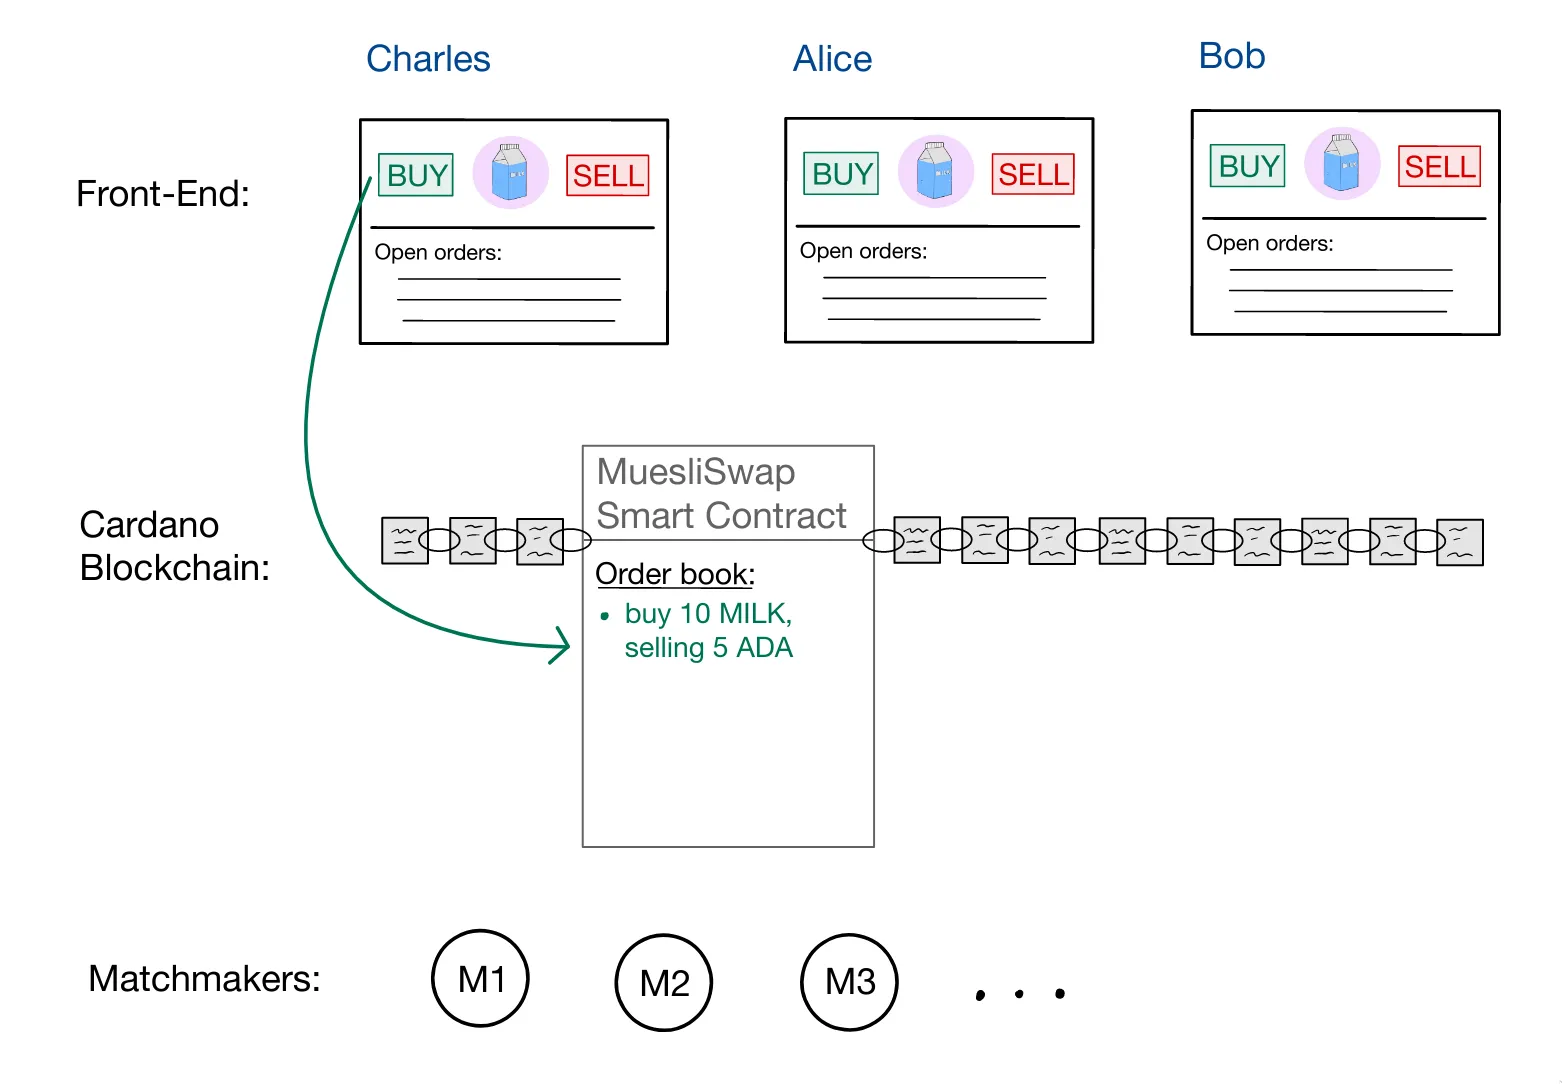 Charles
Alice
Bob
Front-End:
BUY
SELL
Open orders:
BUY
SELL
Open orders:
BUY
SELL
Open orders:
Cardano
Blockchain:
MuesliSwap
Smart Contract
Order book:
• buy 10 MILK,
selling 5 ADA
Matchmakers:
M1
M2
M3
. . .